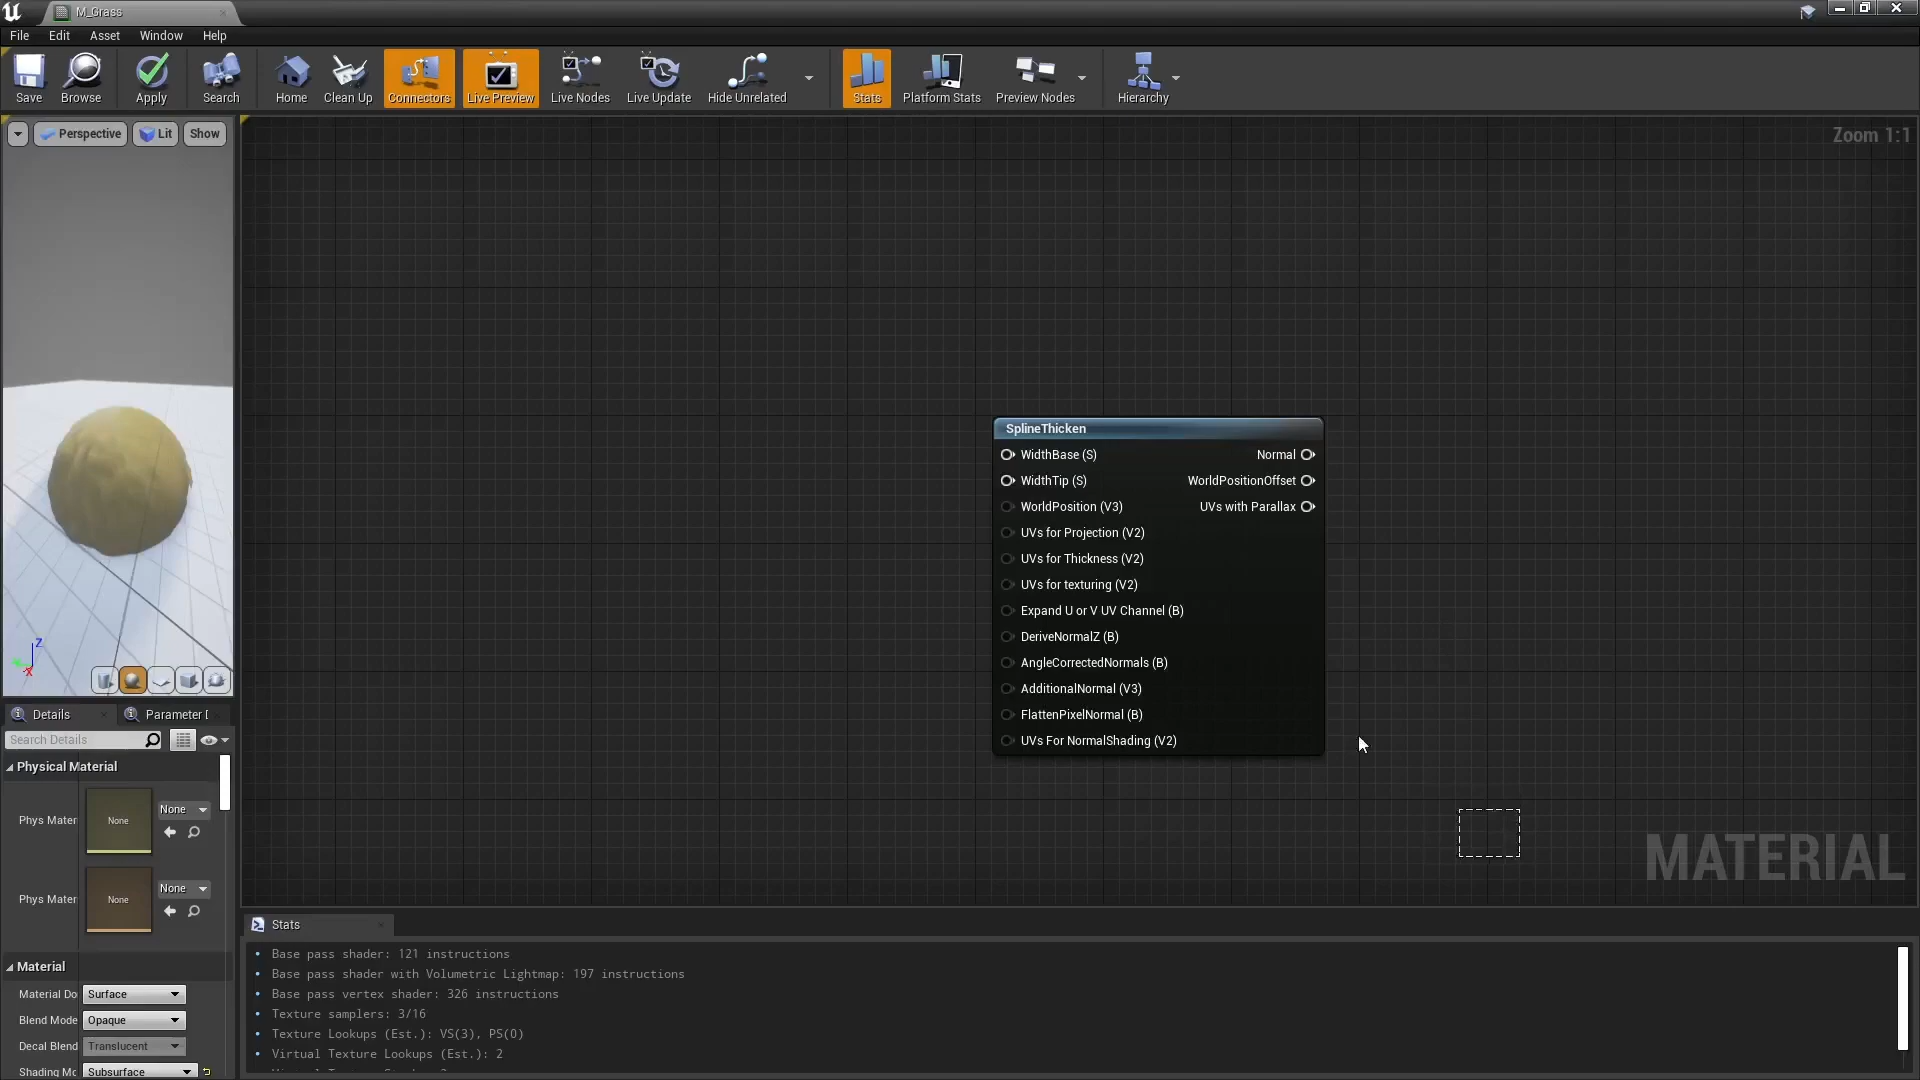 M_Grass
File Edit Asset Window Help
Save Browse Apply Search Home Clean Up Connectors Live Preview Live Nodes Live Update Hide Unrelated Stats Platform Stats Preview Nodes Hierarchy
Perspective Lit Show
Zoom 1:1
SplineThicken
WidthBase (S) Normal
WidthTip (S) WorldPositionOffset
WorldPosition (V3) UVs with Parallax
UVs for Projection (V2)
UVs for Thickness (V2)
UVs for texturing (V2)
Expand U or V UV Channel (B)
DeriveNormalZ (B)
AngleCorrectedNormals (B)
AdditionalNormal (V3)
FlattenPixelNormal (B)
UVs For NormalShading (V2)
MATERIAL
Z
X
Details Parameter
Search Details
Physical Material
Phys Mater None None
Phys Mater None None
Material
Material Do Surface
Blend Mode Opaque
Decal Blend Translucent
Shading Mc Subsurface
Stats
Base pass shader: 121 instructions
Base pass shader with Volumetric Lightmap: 197 instructions
Base pass vertex shader: 326 instructions
Texture samplers: 3/16
Texture Lookups (Est.): VS(3), PS(0)
Virtual Texture Lookups (Est.): 2